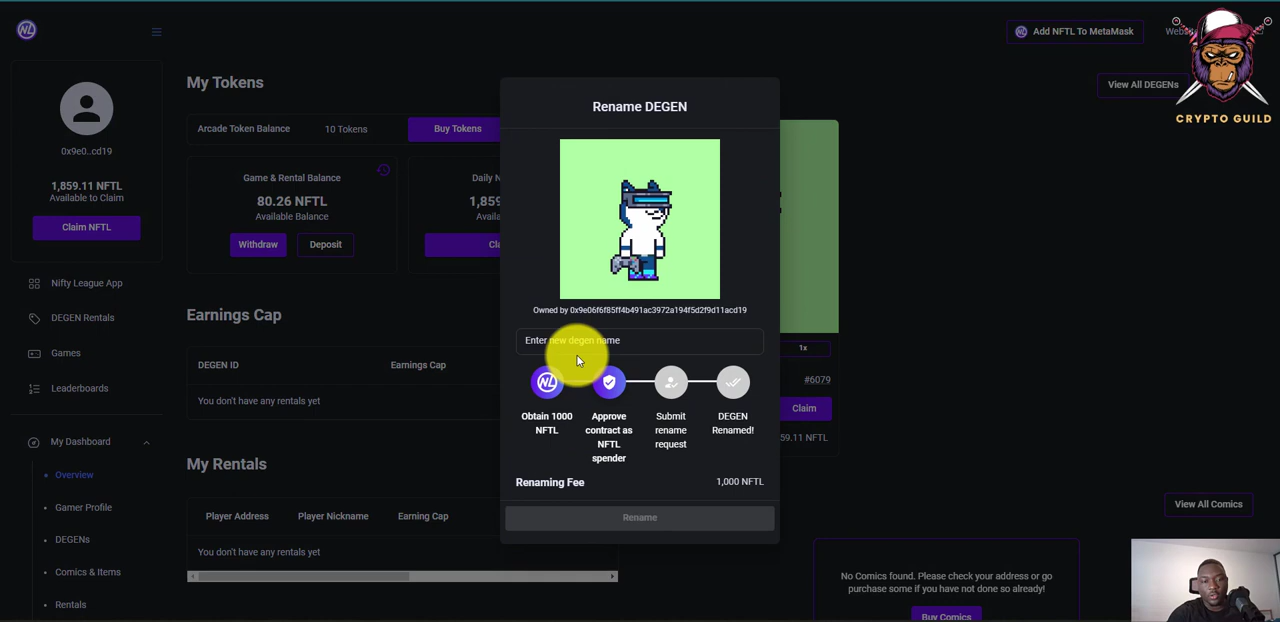 NL
Add NFTL To MetaMask
My Tokens
View All DEGENs
CRYPTO GUILD
Arcade Token Balance
10 Tokens
Buy Tokens
0x9e0..cd19
1,859.11 NFTL
Available to Claim
Claim NFTL
Game & Rental Balance
80.26 NFTL
Available Balance
Withdraw
Deposit
Nifty League App
DEGEN Rentals
Games
Leaderboards
My Dashboard
Overview
Gamer Profile
DEGENs
Comics & Items
Rentals
Earnings Cap
DEGEN ID
Earnings Cap
You don't have any rentals yet
My Rentals
Player Address
Player Nickname
Earning Cap
You don't have any rentals yet
Rename DEGEN
Owned by 0x9e06f6f85ff4b491ac3972a194f5d2f9d11acd19
Enter new degen name
NL
Obtain 1000
NFTL
Approve
contract as
NFTL
spender
Submit
rename
request
DEGEN
Renamed!
Renaming Fee
1,000 NFTL
Rename
1x
#6079
Claim
59.11 NFTL
View All Comics
No Comics found. Please check your address or go
purchase some if you have not done so already!
Buy Comics